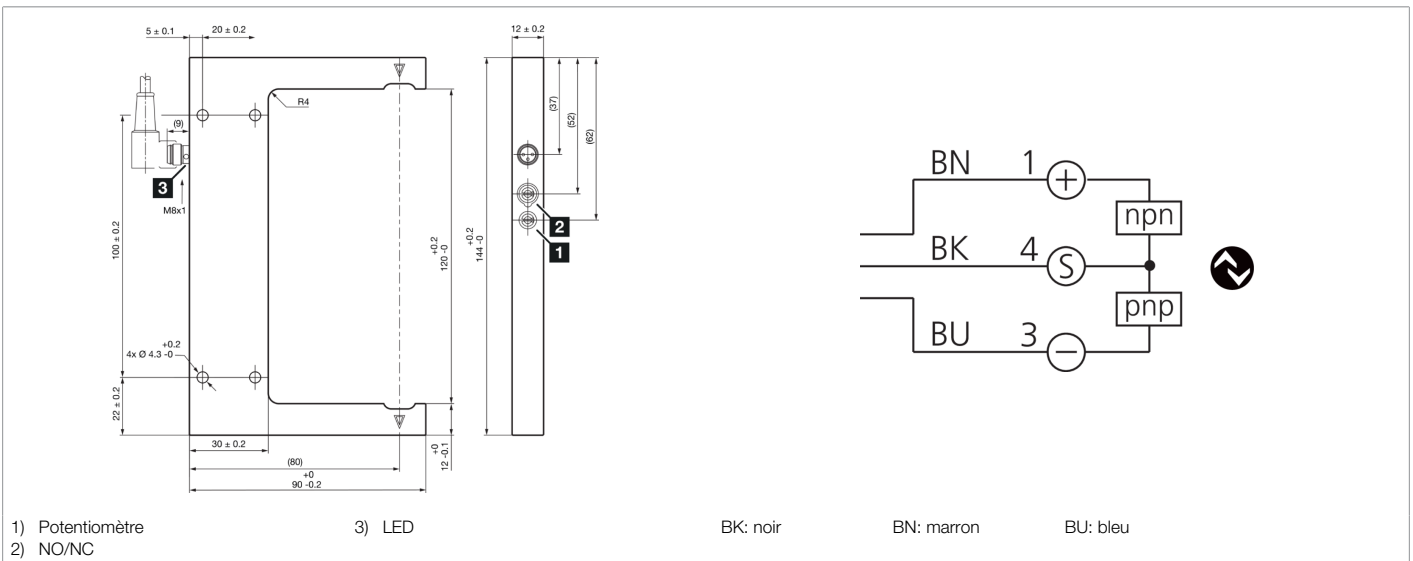 5 ± 0.1
20 ± 0.2
12 ± 0.2
R4
(9)
(37)
(52)
(62)
3
M8x1
2
1
100 ± 0.2
+0.2
120 -0
+0.2
144 -0
+0.2
4x Ø 4.3 -0
22 ± 0.2
30 ± 0.2
(80)
+0
90 -0.2
+0
12 -0.1
BN 1 +
npn
BK 4 S
pnp
BU 3 −
1) Potentiomètre 3) LED BK: noir BN: marron BU: bleu
2) NO/NC